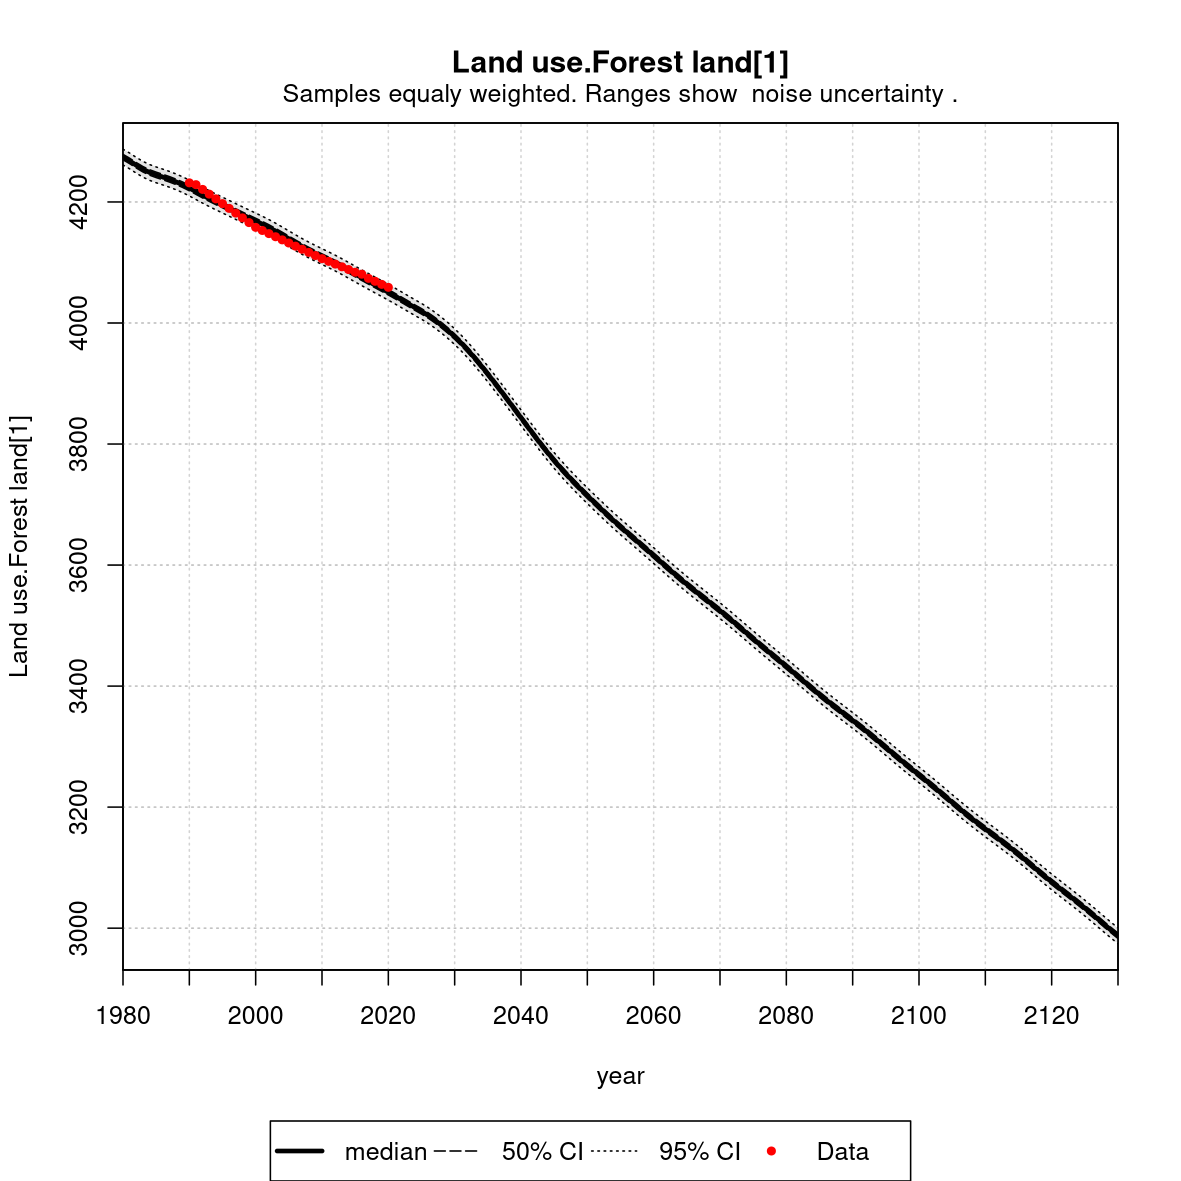 Land use.Forest land[1]
Samples equaly weighted. Ranges show  noise uncertainty .
Land use.Forest land[1]
4200
4000
3800
3600
3400
3200
3000
1980 2000 2020 2040 2060 2080 2100 2120
year
median 50% CI 95% CI Data